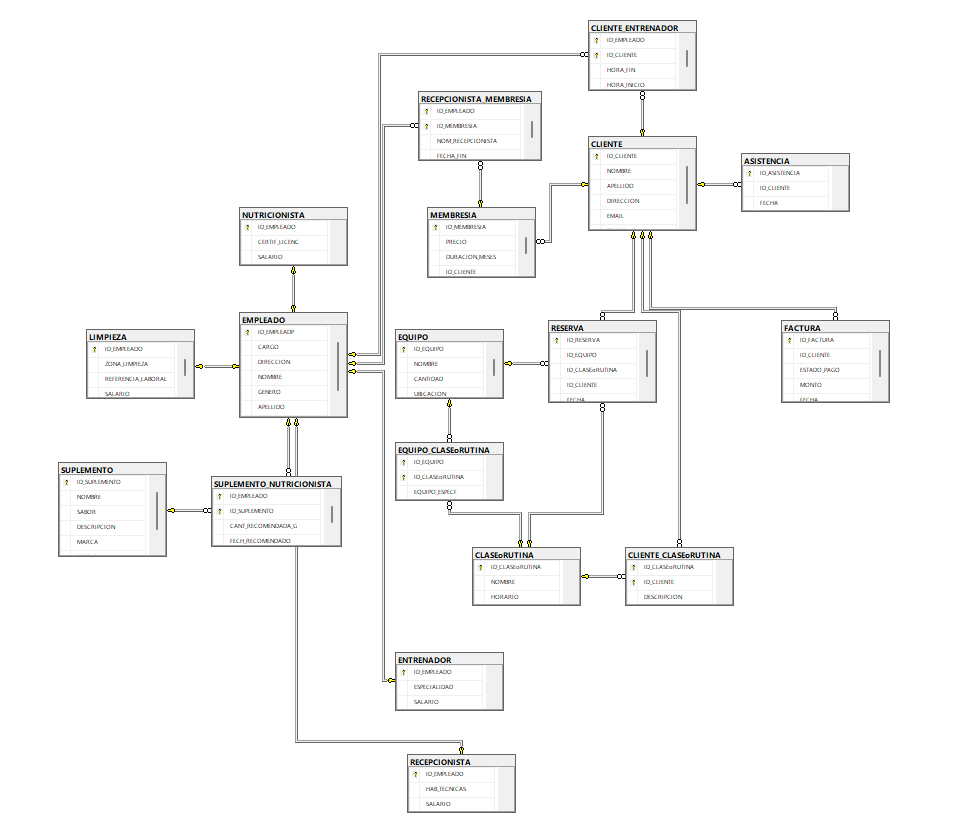 CLIENTE_ENTRENADOR
ID_EMPLEADO
ID_CLIENTE
HORA_FIN
HORA_INICIO
RECEPCIONISTA_MEMBRESIA
ID_EMPLEADO
ID_MEMBRESIA
NOM_RECEPCIONISTA
FECHA_FIN
CLIENTE
ID_CLIENTE
NOMBRE
APELLIDO
DIRECCION
EMAIL
ASISTENCIA
ID_ASISTENCIA
ID_CLIENTE
FECHA
NUTRICIONISTA
ID_EMPLEADO
CERTIF_LICENC
SALARIO
MEMBRESIA
ID_MEMBRESIA
PRECIO
DURACION_MESES
ID_CLIENTE
EMPLEADO
ID_EMPLEADP
CARGO
DIRECCION
NOMBRE
GENERO
APELLIDO
LIMPIEZA
ID_EMPLEADO
ZONA_LIMPIEZA
REFERENCIA_LABORAL
SALARIO
EQUIPO
ID_EQUIPO
NOMBRE
CANTIDAD
UBICACION
RESERVA
ID_RESERVA
ID_EQUIPO
ID_CLASEoRUTINA
ID_CLIENTE
FECHA
FACTURA
ID_FACTURA
ID_CLIENTE
ESTADO_PAGO
MONTO
FECHA
EQUIPO_CLASEoRUTINA
ID_EQUIPO
ID_CLASEoRUTINA
EQUIPO_ESPECI
SUPLEMENTO
ID_SUPLEMENTO
NOMBRE
SABOR
DESCRIPCION
MARCA
SUPLEMENTO_NUTRICIONISTA
ID_EMPLEADO
ID_SUPLEMENTO
CANT_RECOMENDADA_G
FECH_RECOMENDADO
CLASEoRUTINA
ID_CLASEoRUTINA
NOMBRE
HORARIO
CLIENTE_CLASEoRUTINA
ID_CLASEoRUTINA
ID_CLIENTE
DESCRIPCION
ENTRENADOR
ID_EMPLEADO
ESPECIALIDAD
SALARIO
RECEPCIONISTA
ID_EMPLEADO
HAB_TECNICAS
SALARIO